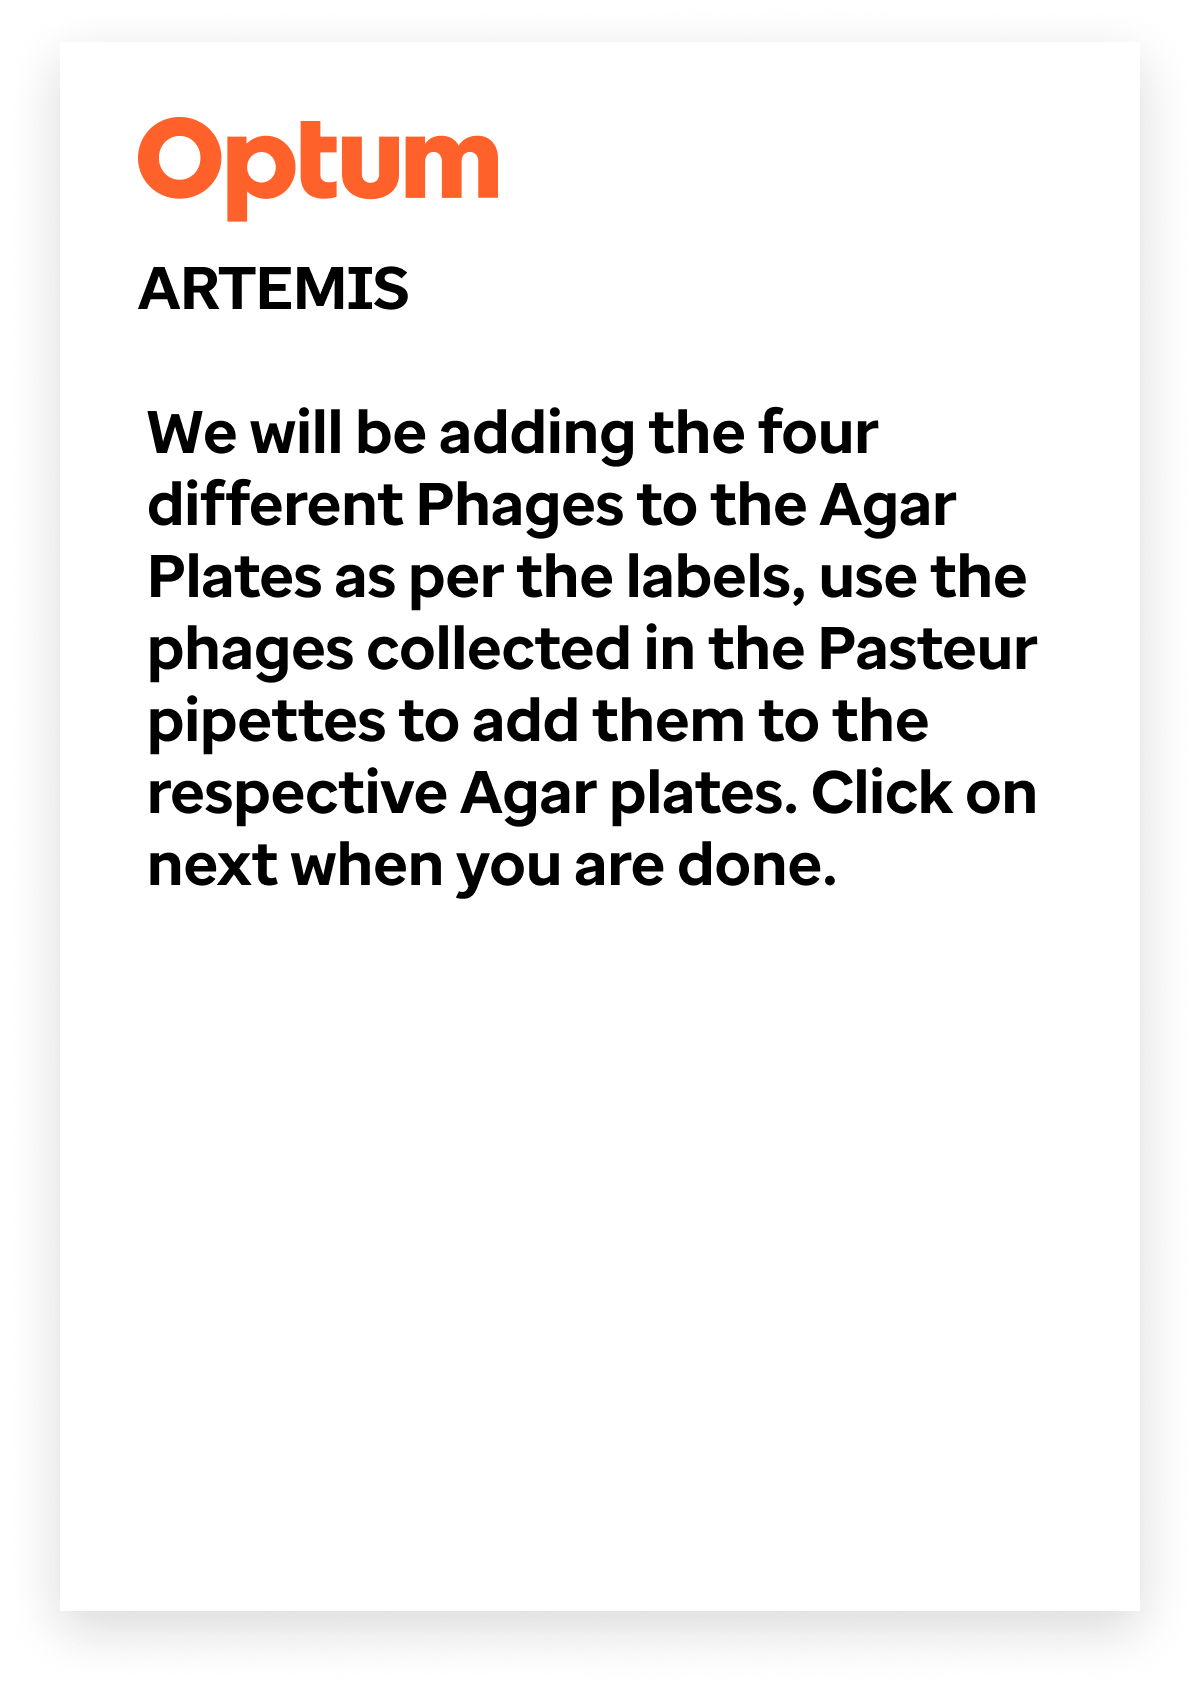 Optum
ARTEMIS
We will be adding the four
different Phages to the Agar
Plates as per the labels, use the
phages collected in the Pasteur
pipettes to add them to the
respective Agar plates. Click on
next when you are done.